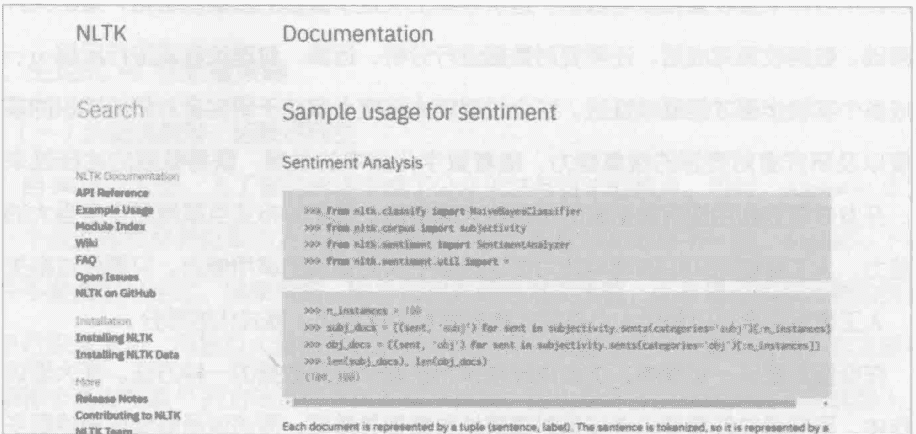 NLTK
Documentation
Search
Sample usage for sentiment
Sentiment Analysis
NLTK Documentation
API Reference
Example Usage
Module Index
Wiki
FAQ
Open Issues
NLTK on GitHub
Installation
Installing NLTK
Installing NLTK Data
More
Release Notes
Contributing to NLTK
NLTK Team
>>> from nltk.classify import NaiveBayesClassifier
>>> from nltk.corpus import subjectivity
>>> from nltk.sentiment import SentimentAnalyzer
>>> from nltk.sentiment.util import *
>>> n_instances = 100
>>> subj_docs = [(sent, 'subj') for sent in subjectivity.sents(categories='subj')[:n_instances]
>>> obj_docs = [(sent, 'obj') for sent in subjectivity.sents(categories='obj')[:n_instances]]
>>> len(subj_docs), len(obj_docs)
(100, 100)
Each document is represented by a tuple (sentence, label). The sentence is tokenized, so it is represented by a